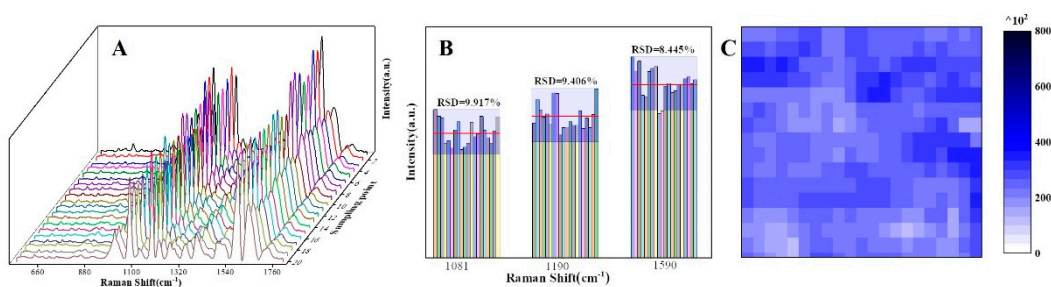 A
Intensity(a.u.)
2
4
6
8
10
12
14
16
18
20
Sampling point
660
880
1100
1320
1540
1760
Raman Shift(cm⁻¹)
B
RSD=9.917%
RSD=9.406%
RSD=8.445%
Intensity(a.u.)
1081
1190
1590
Raman Shift(cm⁻¹)
C
^10²
800
600
400
200
0